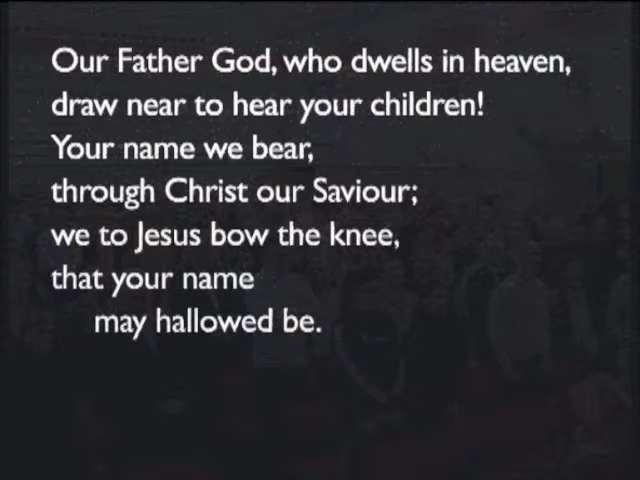 Our Father God, who dwells in heaven,
draw near to hear your children!
Your name we bear,
through Christ our Saviour;
we to Jesus bow the knee,
that your name
may hallowed be.